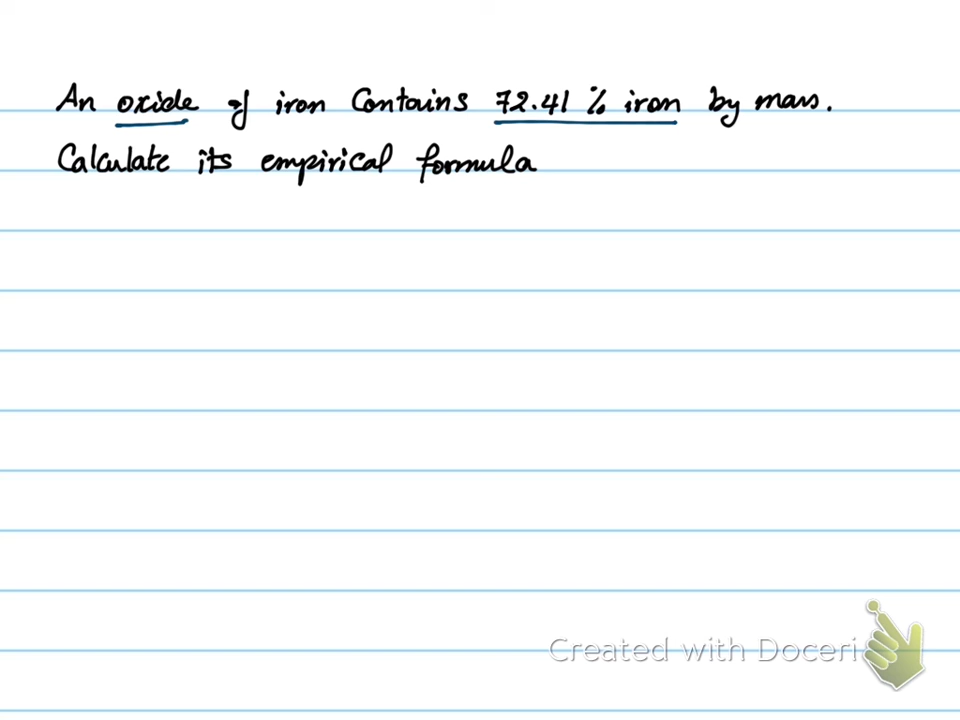 An oxide of iron Contains 72.41 % iron by mass.
Calculate its empirical formula
Created with Doceri